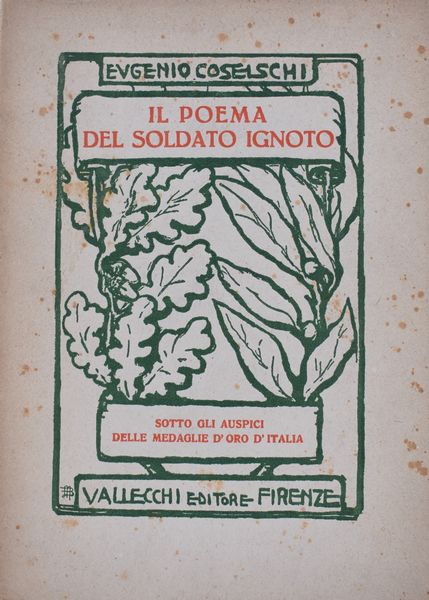 EVGENIO COSELSCHI
IL POEMA
DEL SOLDATO IGNOTO
SOTTO GLI AUSPICI
DELLE MEDAGLIE D'ORO D'ITALIA
VALLECCHI EDITORE - FIRENZE